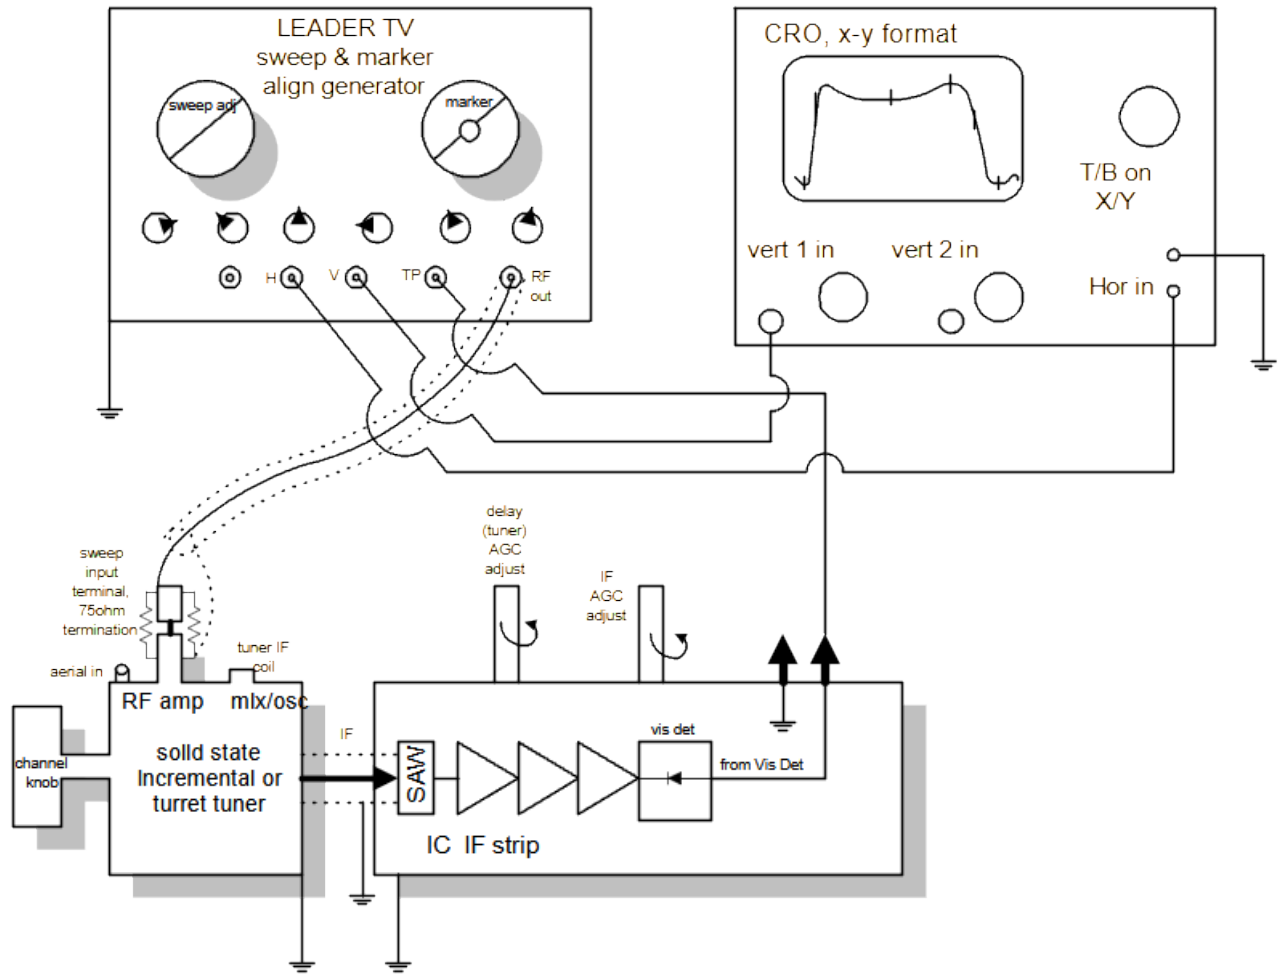 LEADER TV
sweep & marker
align generator
sweep adj
marker
H
V
TP
RF
out
CRO, x-y format
T/B on
X/Y
vert 1 in
vert 2 in
Hor in
sweep
input
terminal,
75ohm
termination
aerial in
tuner IF
coil
RF amp
mIx/osc
solId state
Incremental or
turret tuner
channel
knob
IF
delay
(tuner)
AGC
adjust
IF
AGC
adjust
SAW
vis det
from Vis Det
IC IF strip